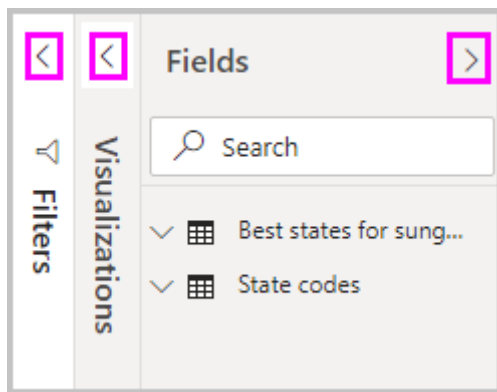 Filters
Visualizations
Fields
Search
Best states for sung...
State codes